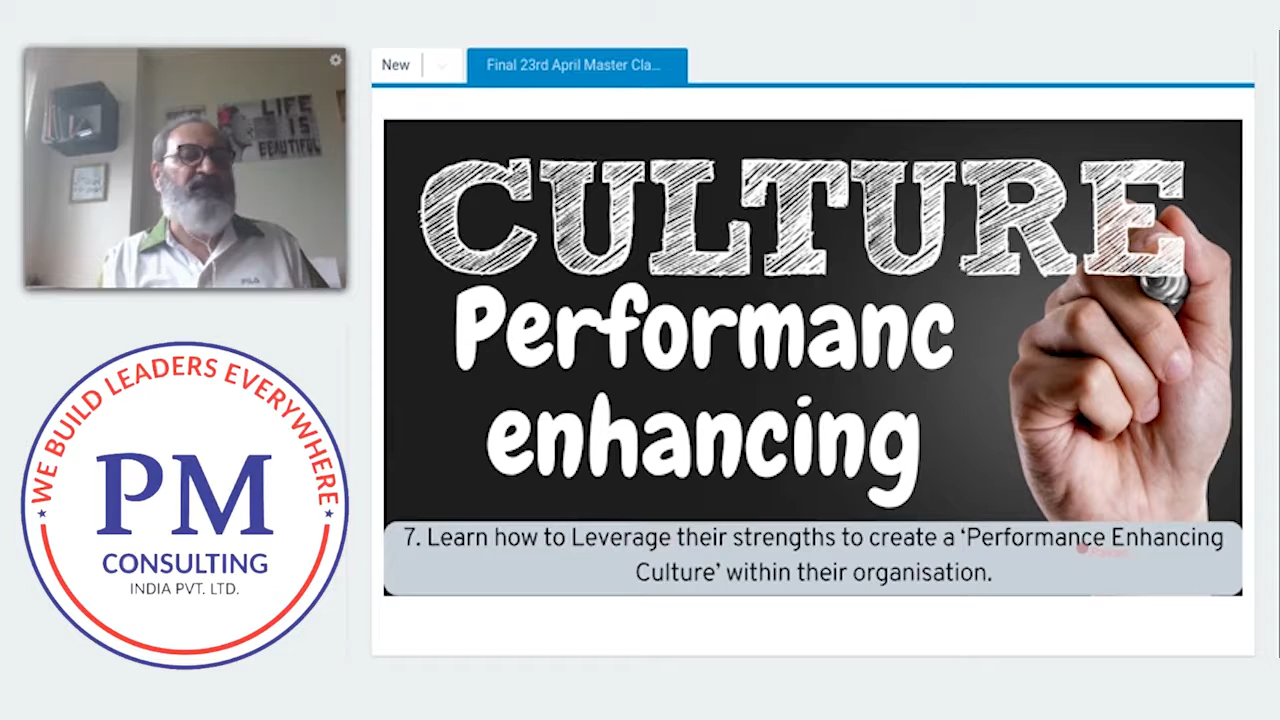 LIFE
IS
BEAUTIFUL
FILA
WE BUILD LEADERS EVERYWHERE
PM
CONSULTING
INDIA PVT. LTD.
New
Final 23rd April Master Cla...
CULTURE
Performanc
enhancing
7. Learn how to Leverage their strengths to create a ‘Performance Enhancing
Culture’ within their organisation.